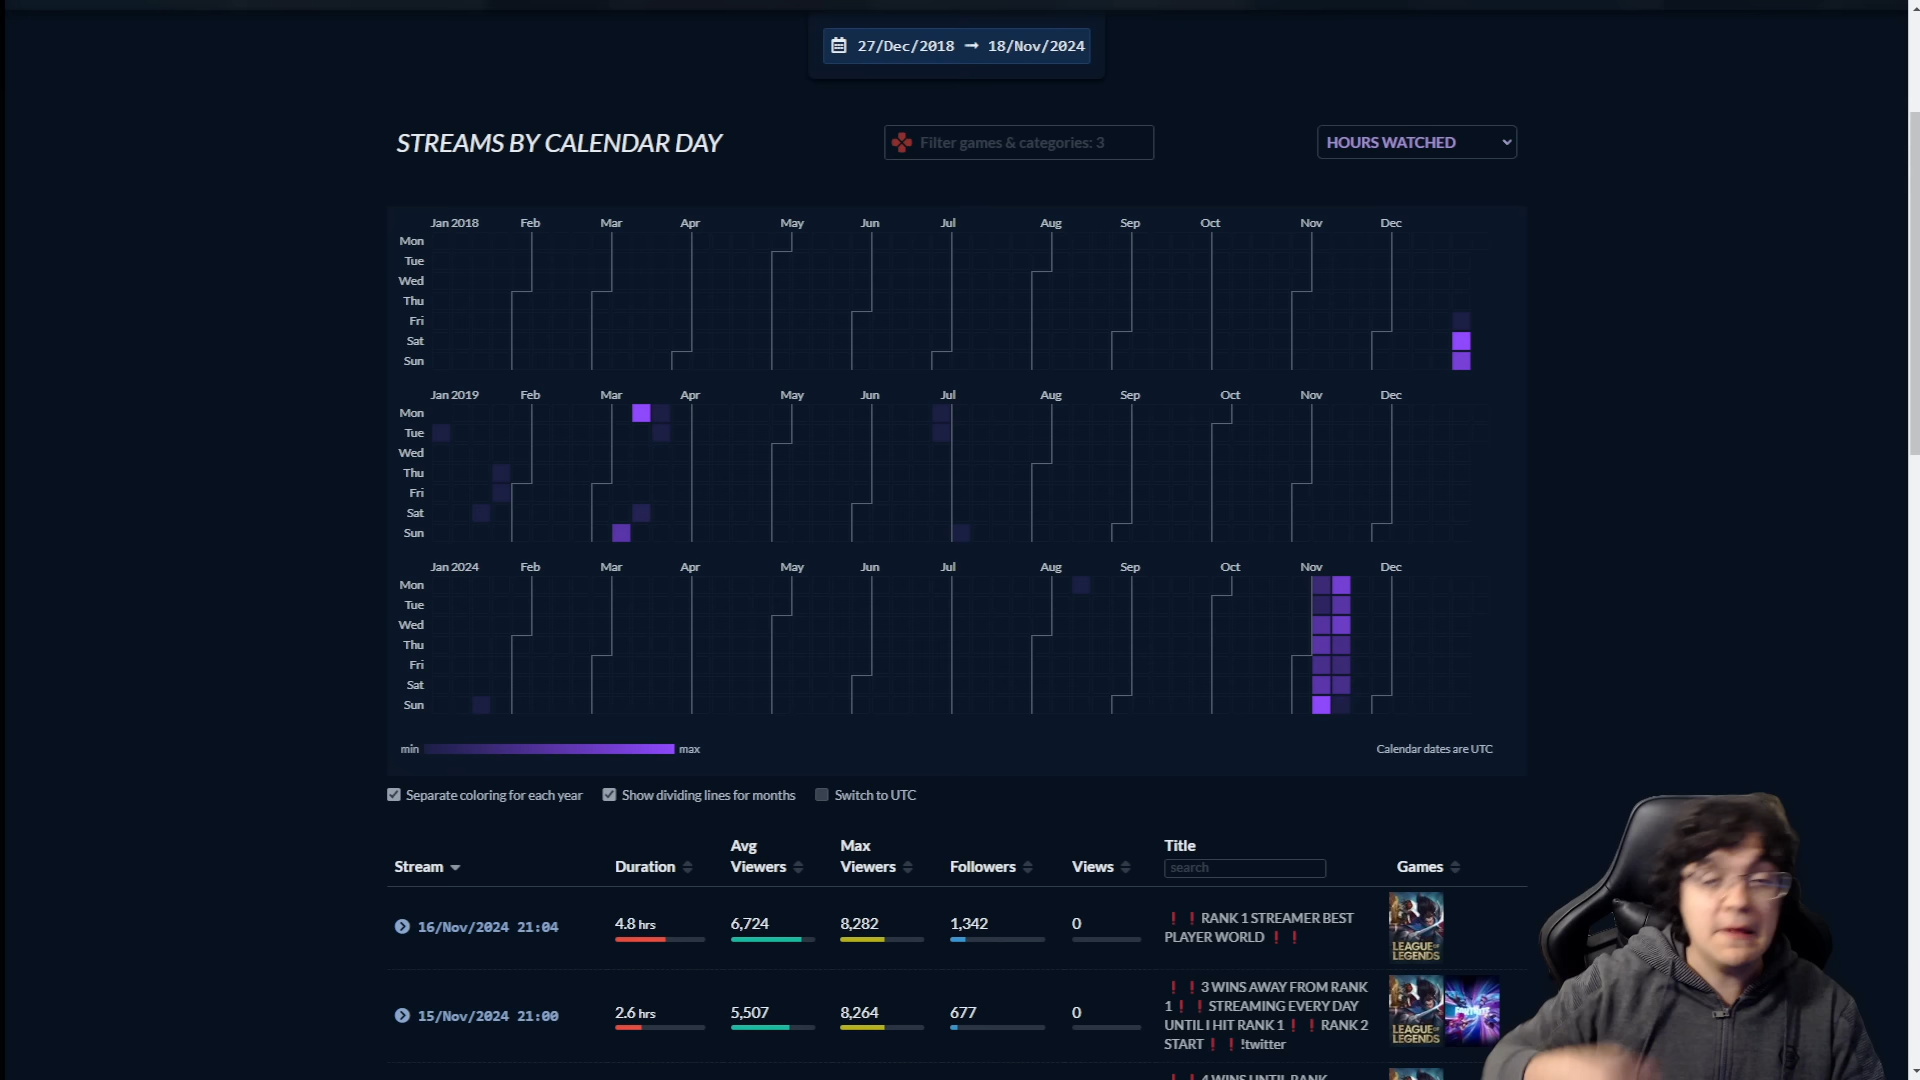 27/Dec/2018 → 18/Nov/2024
STREAMS BY CALENDAR DAY
Filter games & categories: 3
HOURS WATCHED
Jan 2018 Feb Mar Apr May Jun Jul Aug Sep Oct Nov Dec
Mon
Tue
Wed
Thu
Fri
Sat
Sun
Jan 2019 Feb Mar Apr May Jun Jul Aug Sep Oct Nov Dec
Mon
Tue
Wed
Thu
Fri
Sat
Sun
Jan 2024 Feb Mar Apr May Jun Jul Aug Sep Oct Nov Dec
Mon
Tue
Wed
Thu
Fri
Sat
Sun
min max
Calendar dates are UTC
Separate coloring for each year Show dividing lines for months Switch to UTC
Stream Duration Avg Viewers Max Viewers Followers Views Title Games
search
16/Nov/2024 21:04 4.8 hrs 6,724 8,282 1,342 0
❗❗RANK 1 STREAMER BEST
PLAYER WORLD❗❗
LEAGUE OF
LEGENDS
15/Nov/2024 21:00 2.6 hrs 5,507 8,264 677 0
❗❗3 WINS AWAY FROM RANK
1❗❗STREAMING EVERY DAY
UNTIL I HIT RANK 1❗❗RANK 2
START❗❗!twitter
LEAGUE OF
LEGENDS
FORTNITE
❗❗4 WINS UNTIL RANK